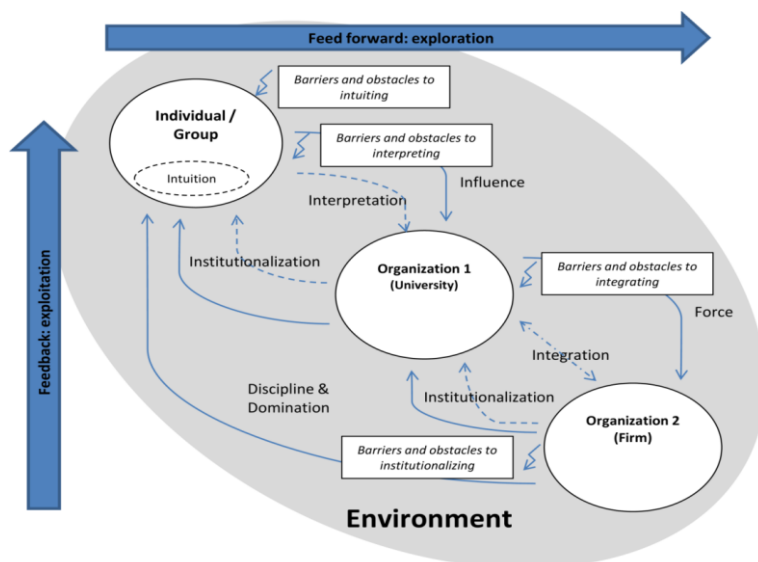 Feed forward: exploration
Barriers and obstacles to
intuiting
Individual /
Group
Intuition
Barriers and obstacles to
interpreting
Influence
Interpretation
Institutionalization
Organization 1
(University)
Barriers and obstacles to
integrating
Force
Integration
Feedback: exploitation
Discipline &
Domination
Institutionalization
Organization 2
(Firm)
Barriers and obstacles to
institutionalizing
Environment